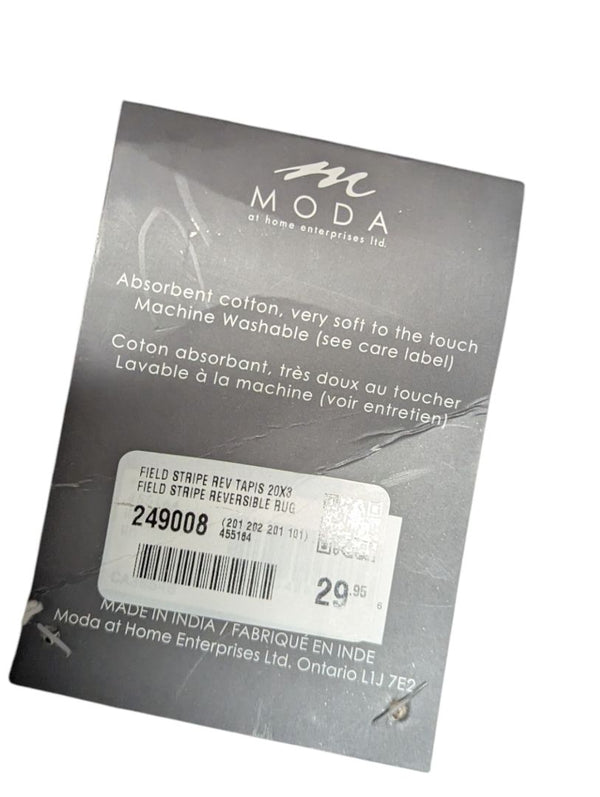 m
MODA
at home enterprises ltd.
Absorbent cotton, very soft to the touch
Machine Washable (see care label)
Coton absorbant, très doux au toucher
Lavable à la machine (voir entretien)
FIELD STRIPE REV TAPIS 20X3
FIELD STRIPE REVERSIBLE RUG
249008 (201 202 201 101)
455184
29.95
6
MADE IN INDIA / FABRIQUÉ EN INDE
Moda at Home Enterprises Ltd. Ontario L1J 7E2